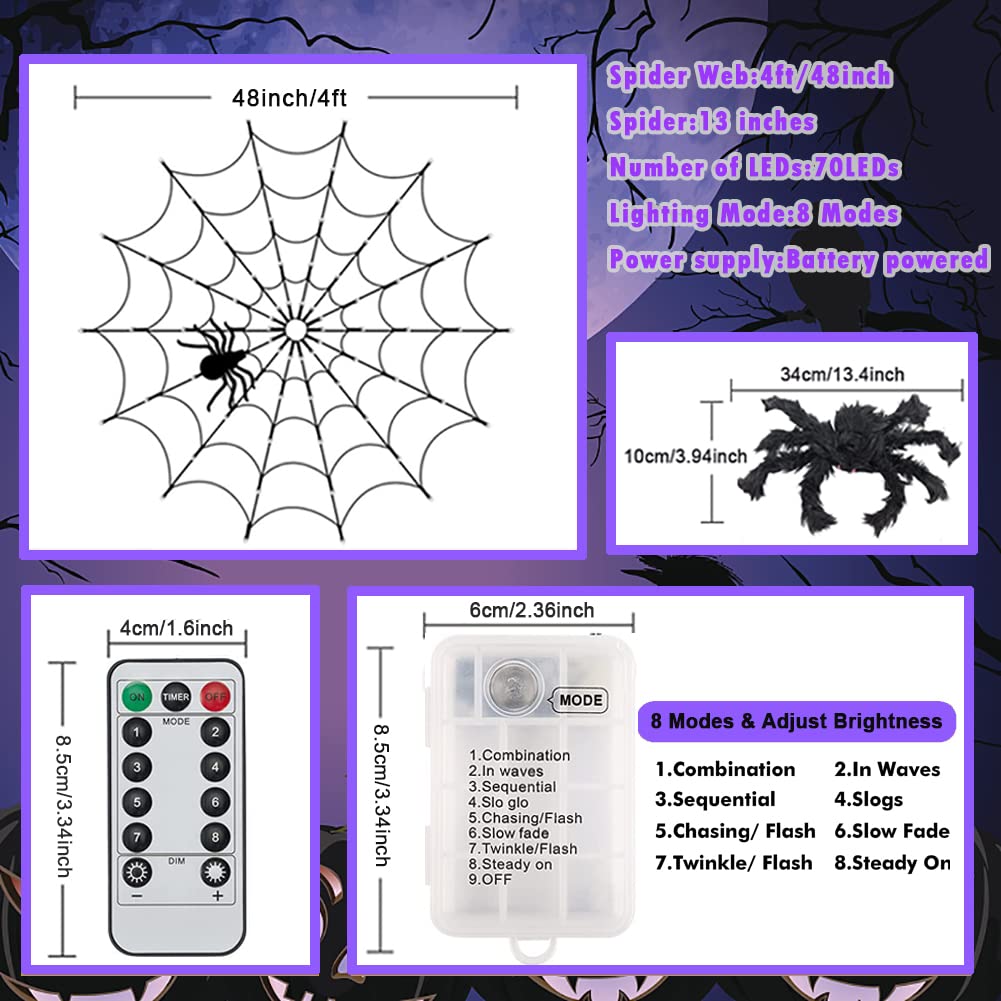 48inch/4ft
Spider Web:4ft/48inch
Spider:13 inches
Number of LEDs:70LEDs
Lighting Mode:8 Modes
Power supply:Battery powered
34cm/13.4inch
10cm/3.94inch
4cm/1.6inch
8.5cm/3.34inch
ON TIMER OFF
MODE
1 2
3 4
5 6
7 8
DIM
- +
6cm/2.36inch
8.5cm/3.34inch
MODE
1.Combination
2.In waves
3.Sequential
4.Slo glo
5.Chasing/Flash
6.Slow fade
7.Twinkle/Flash
8.Steady on
9.OFF
8 Modes & Adjust Brightness
1.Combination 2.In Waves
3.Sequential 4.Slogs
5.Chasing/ Flash 6.Slow Fade
7.Twinkle/ Flash 8.Steady On